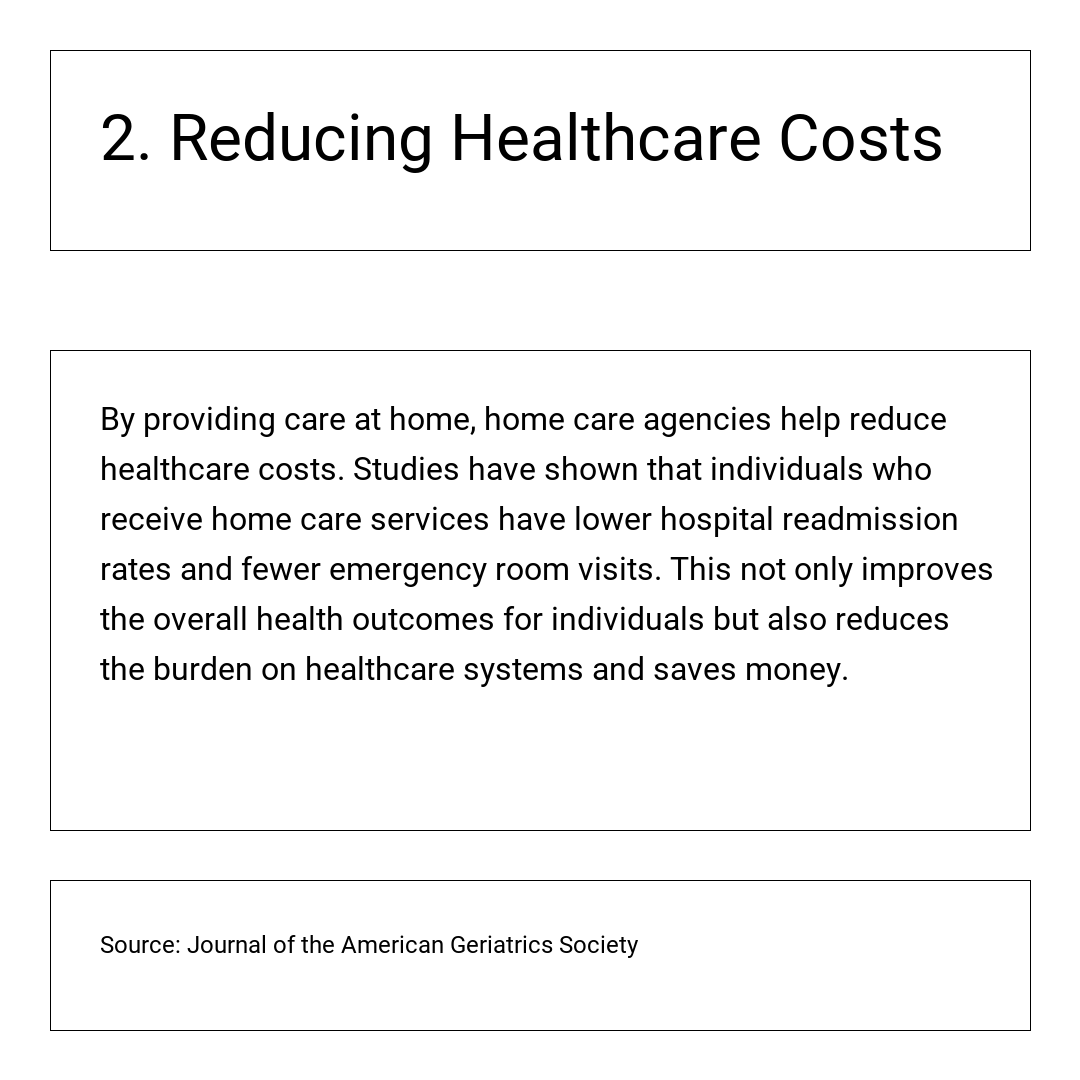 2. Reducing Healthcare Costs
By providing care at home, home care agencies help reduce
healthcare costs. Studies have shown that individuals who
receive home care services have lower hospital readmission
rates and fewer emergency room visits. This not only improves
the overall health outcomes for individuals but also reduces
the burden on healthcare systems and saves money.
Source: Journal of the American Geriatrics Society